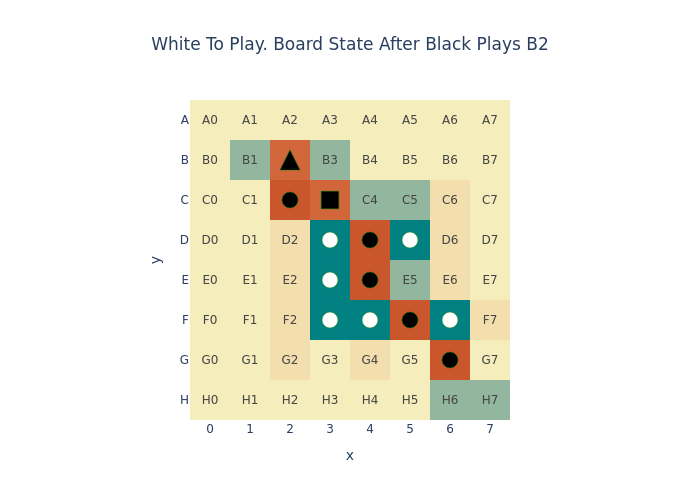 White To Play. Board State After Black Plays B2
A A0 A1 A2 A3 A4 A5 A6 A7
B B0 B1 B3 B4 B5 B6 B7
C C0 C1 C4 C5 C6 C7
D D0 D1 D2 D6 D7
y
E E0 E1 E2 E5 E6 E7
F F0 F1 F2 F7
G G0 G1 G2 G3 G4 G5 G7
H H0 H1 H2 H3 H4 H5 H6 H7
0 1 2 3 4 5 6 7
x